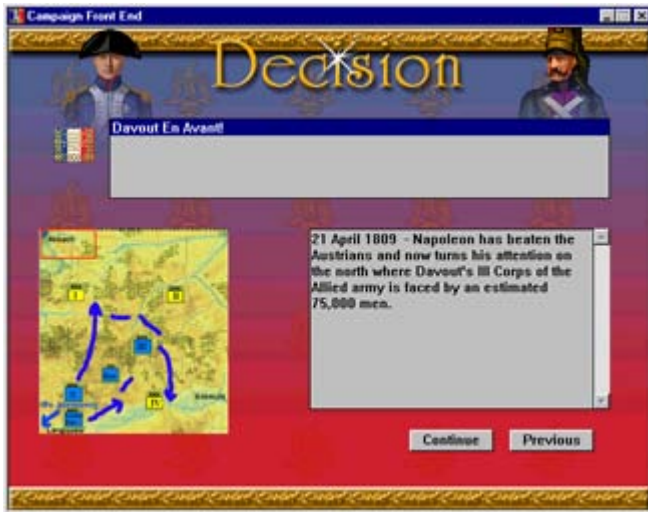 Campaign Front End
Decision
Davout En Avant!
21 April 1809 - Napoleon has beaten the
Austrians and now turns his attention on
the north where Davout's III Corps of the
Allied army is faced by an estimated
75,000 men.
I
II
IV
Continue
Previous